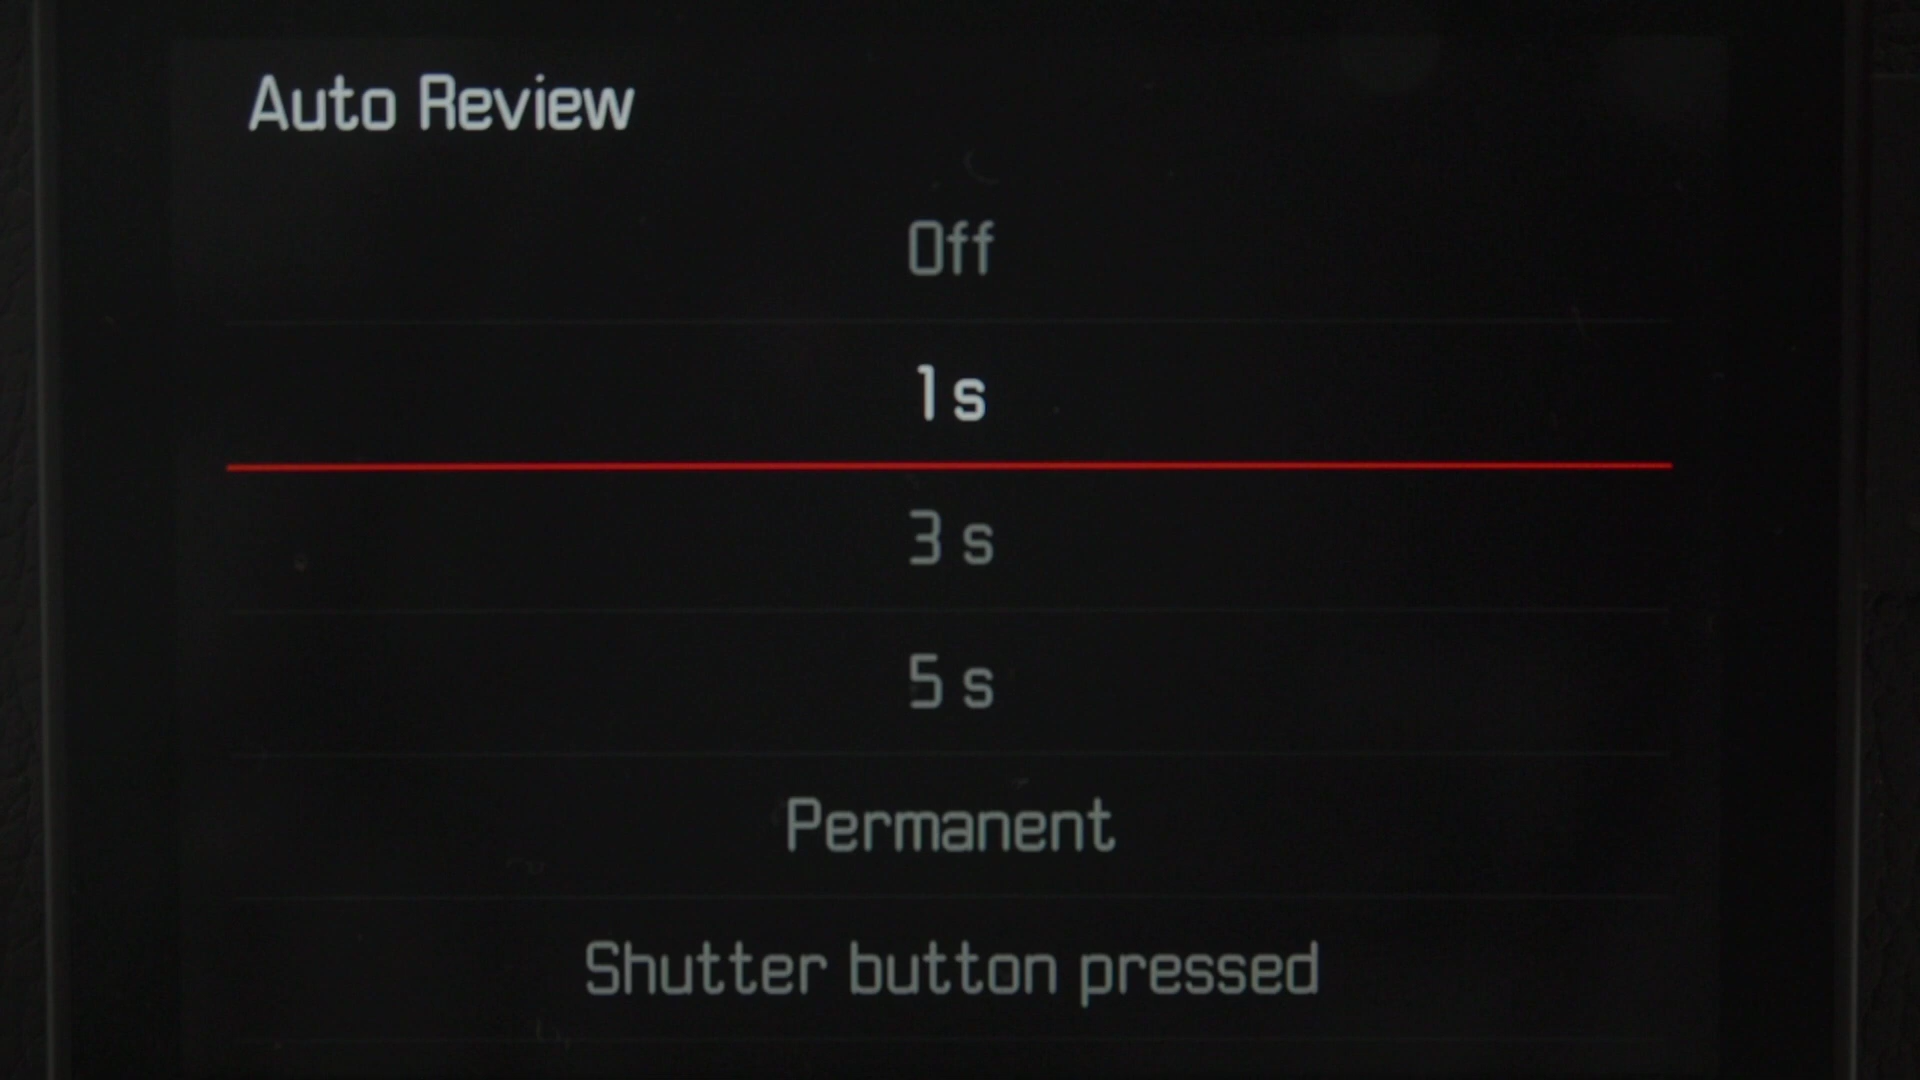 Auto Review
Off
1 s
3 s
5 s
Permanent
Shutter button pressed